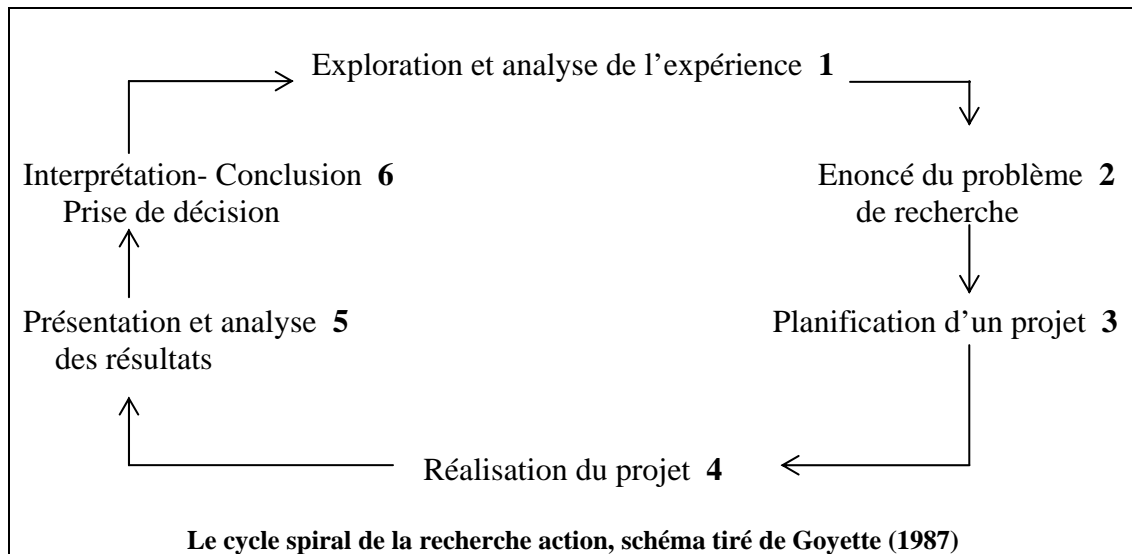 Exploration et analyse de l’expérience 1
Interprétation- Conclusion 6
Prise de décision
Enoncé du problème 2
de recherche
Présentation et analyse 5
des résultats
Planification d’un projet 3
Réalisation du projet 4
Le cycle spiral de la recherche action, schéma tiré de Goyette (1987)